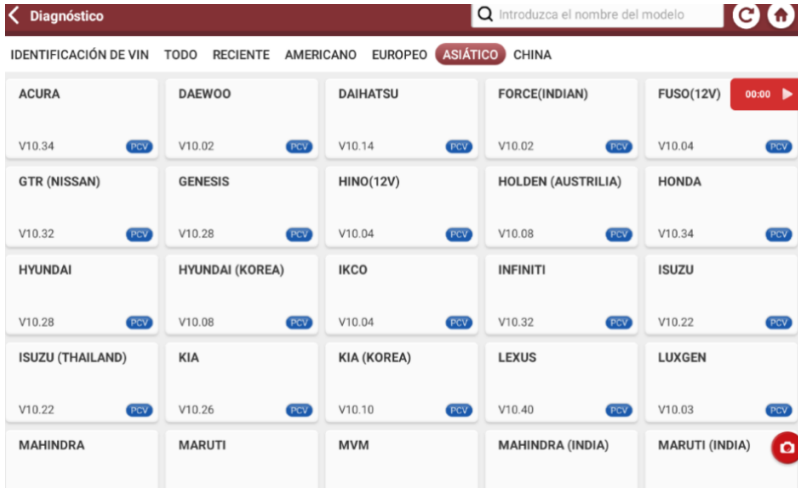 Diagnóstico
Introduzca el nombre del modelo
IDENTIFICACIÓN DE VIN TODO RECIENTE AMERICANO EUROPEO ASIÁTICO CHINA
ACURA DAEWOO DAIHATSU FORCE(INDIAN) FUSO(12V) 00:00
V10.34 PCV V10.02 PCV V10.14 PCV V10.02 PCV V10.04 PCV
GTR (NISSAN) GENESIS HINO(12V) HOLDEN (AUSTRILIA) HONDA
V10.32 PCV V10.28 PCV V10.04 PCV V10.08 PCV V10.34 PCV
HYUNDAI HYUNDAI (KOREA) IKCO INFINITI ISUZU
V10.28 PCV V10.08 PCV V10.04 PCV V10.32 PCV V10.22 PCV
ISUZU (THAILAND) KIA KIA (KOREA) LEXUS LUXGEN
V10.22 PCV V10.26 PCV V10.10 PCV V10.40 PCV V10.03 PCV
MAHINDRA MARUTI MVM MAHINDRA (INDIA) MARUTI (INDIA)